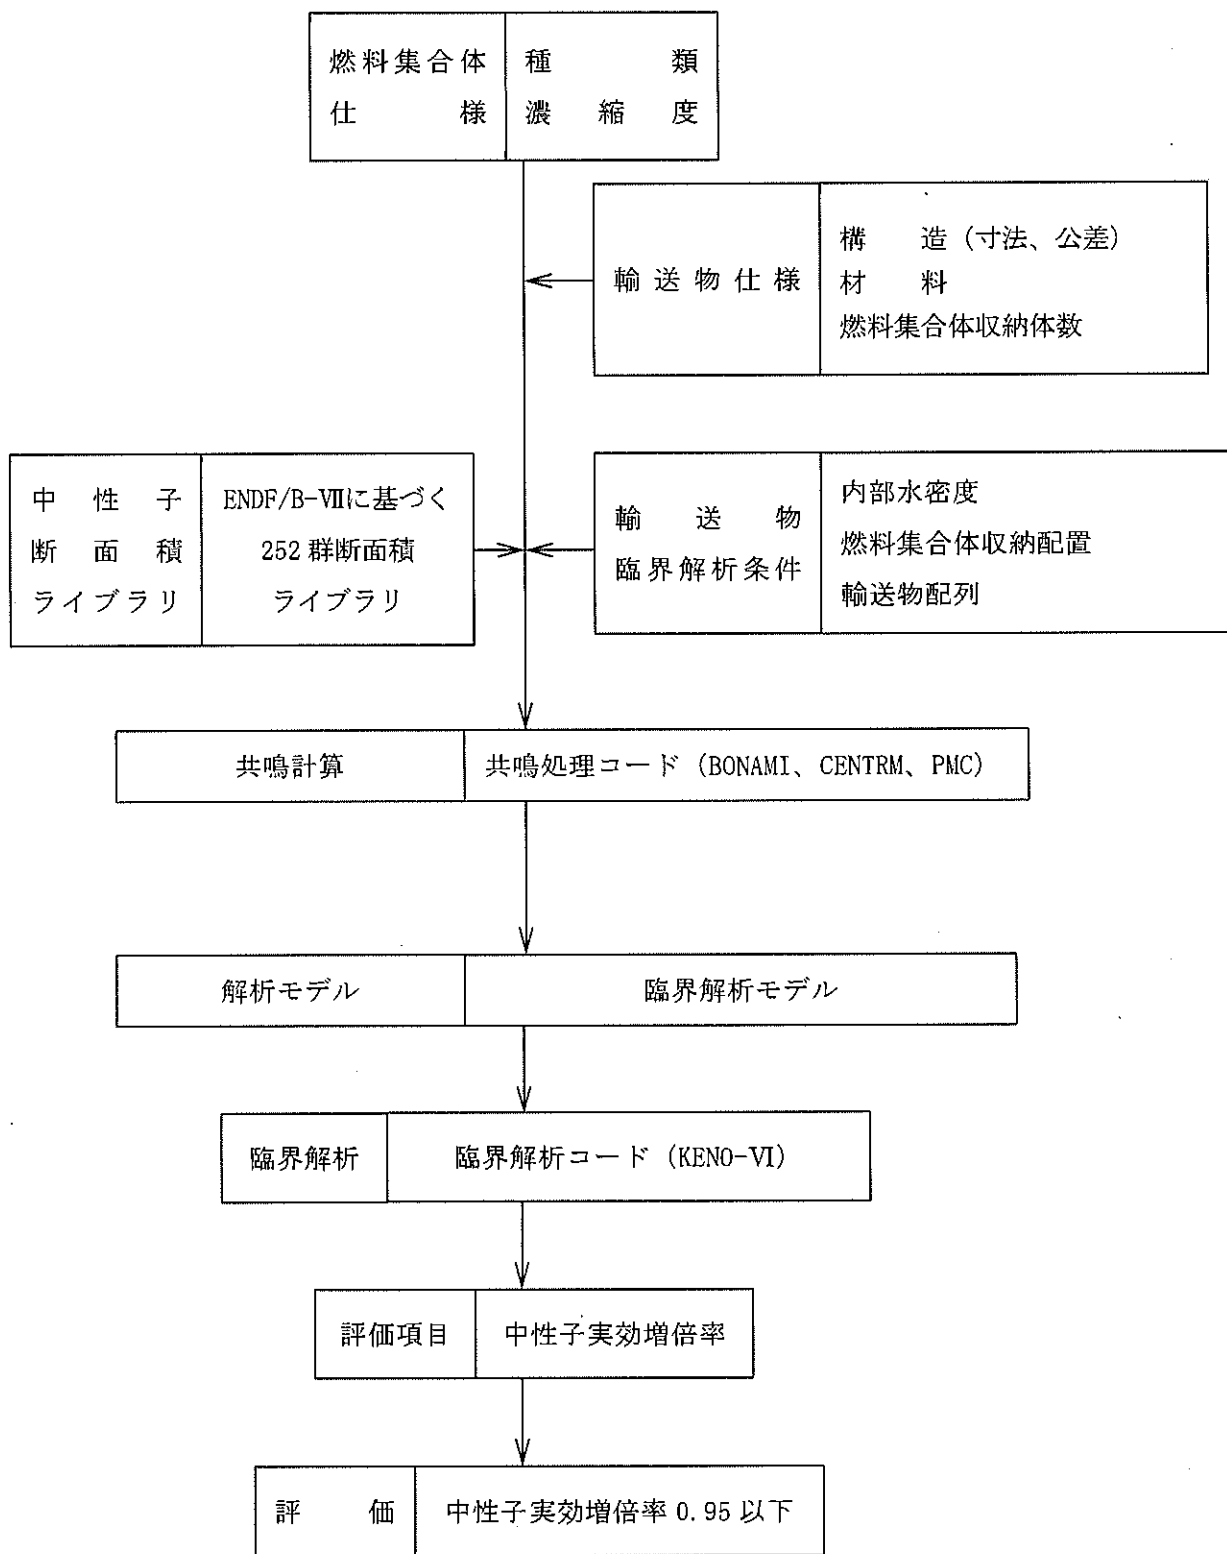 燃料集合体
仕様
種類
濃縮度
輸送物仕様
構造(寸法、公差)
材料
燃料集合体収納体数
中性子
断面積
ライブラリ
ENDF/B-Ⅶに基づく
252群断面積
ライブラリ
輸送物
臨界解析条件
内部水密度
燃料集合体収納配置
輸送物配列
共鳴計算
共鳴処理コード(BONAMI、CENTRM、PMC)
解析モデル
臨界解析モデル
臨界解析
臨界解析コード(KENO-Ⅵ)
評価項目
中性子実効増倍率
評価
中性子実効増倍率0.95以下